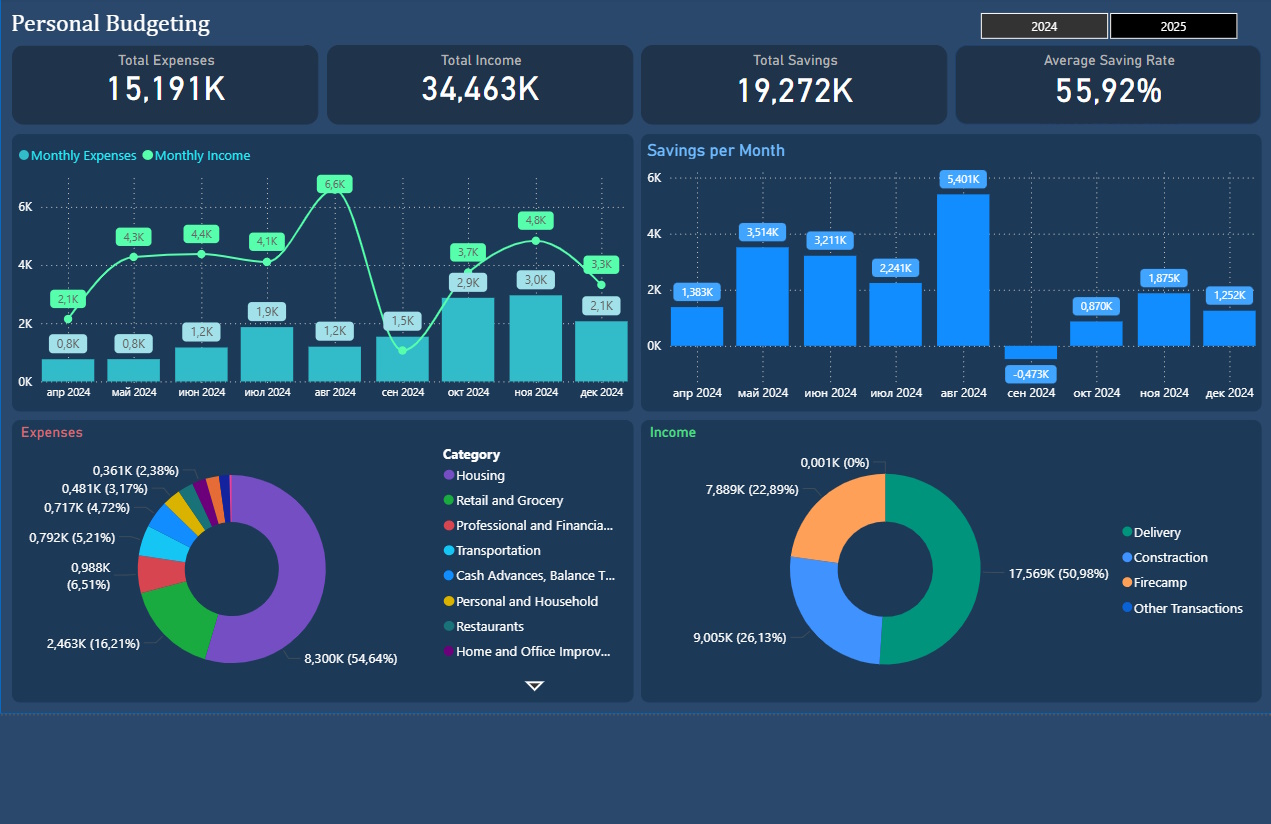 Personal Budgeting
2024
2025
Total Expenses
15,191K
Total Income
34,463K
Total Savings
19,272K
Average Saving Rate
55,92%
Monthly Expenses
Monthly Income
6K
4K
2K
0K
2,1K
4,3K
4,4K
4,1K
6,6K
3,7K
4,8K
3,3K
0,8K
0,8K
1,2K
1,9K
1,2K
1,5K
2,9K
3,0K
2,1K
апр 2024
май 2024
июн 2024
июл 2024
авг 2024
сен 2024
окт 2024
ноя 2024
дек 2024
Savings per Month
6K
4K
2K
0K
1,383K
3,514K
3,211K
2,241K
5,401K
-0,473K
0,870K
1,875K
1,252K
апр 2024
май 2024
июн 2024
июл 2024
авг 2024
сен 2024
окт 2024
ноя 2024
дек 2024
Expenses
0,361K (2,38%)
0,481K (3,17%)
0,717K (4,72%)
0,792K (5,21%)
0,988K
(6,51%)
2,463K (16,21%)
8,300K (54,64%)
Category
Housing
Retail and Grocery
Professional and Financia...
Transportation
Cash Advances, Balance T...
Personal and Household
Restaurants
Home and Office Improv...
Income
0,001K (0%)
7,889K (22,89%)
9,005K (26,13%)
17,569K (50,98%)
Delivery
Constraction
Firecamp
Other Transactions